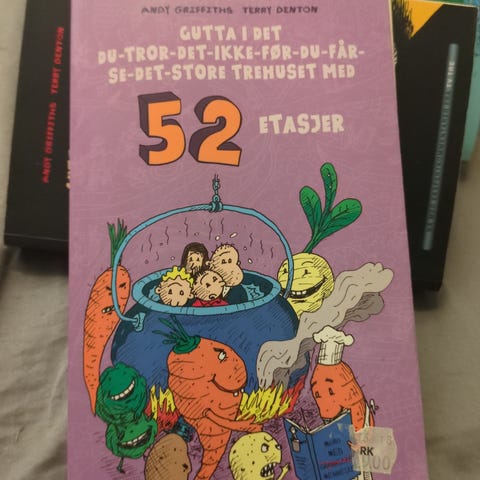 ANDY GRIFFITHS TERRY DENTON
GUTTA I DET
DU-TROR-DET-IKKE-FØR-DU-FÅR-
SE-DET-STORE TREHUSET MED
52 ETASJER
ANDY GRIFFITHS TERRY DENTON
RK